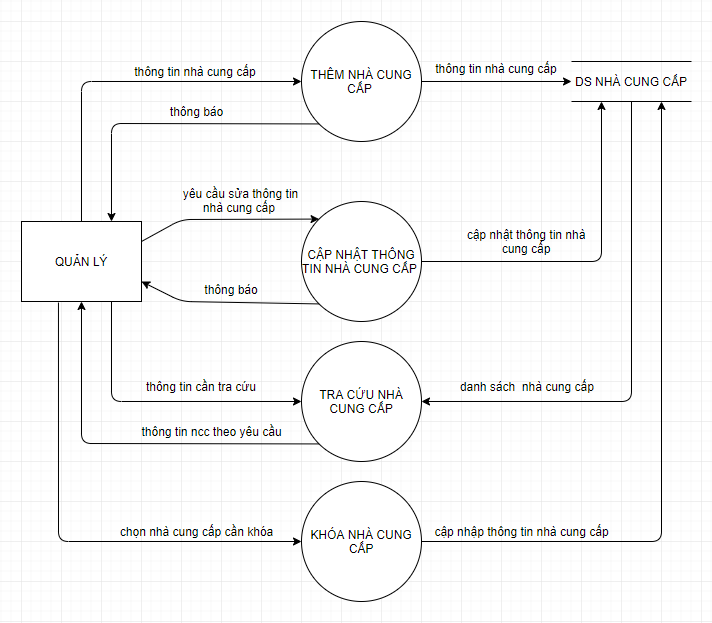 thông tin nhà cung cấp
THÊM NHÀ CUNG
CẤP
thông tin nhà cung cấp
DS NHÀ CUNG CẤP
thông báo
yêu cầu sửa thông tin
nhà cung cấp
QUẢN LÝ
CẬP NHẬT THÔNG
TIN NHÀ CUNG CẤP
cập nhật thông tin nhà
cung cấp
thông báo
thông tin cần tra cứu
TRA CỨU NHÀ
CUNG CẤP
danh sách nhà cung cấp
thông tin ncc theo yêu cầu
chọn nhà cung cấp cần khóa
KHÓA NHÀ CUNG
CẤP
cập nhập thông tin nhà cung cấp